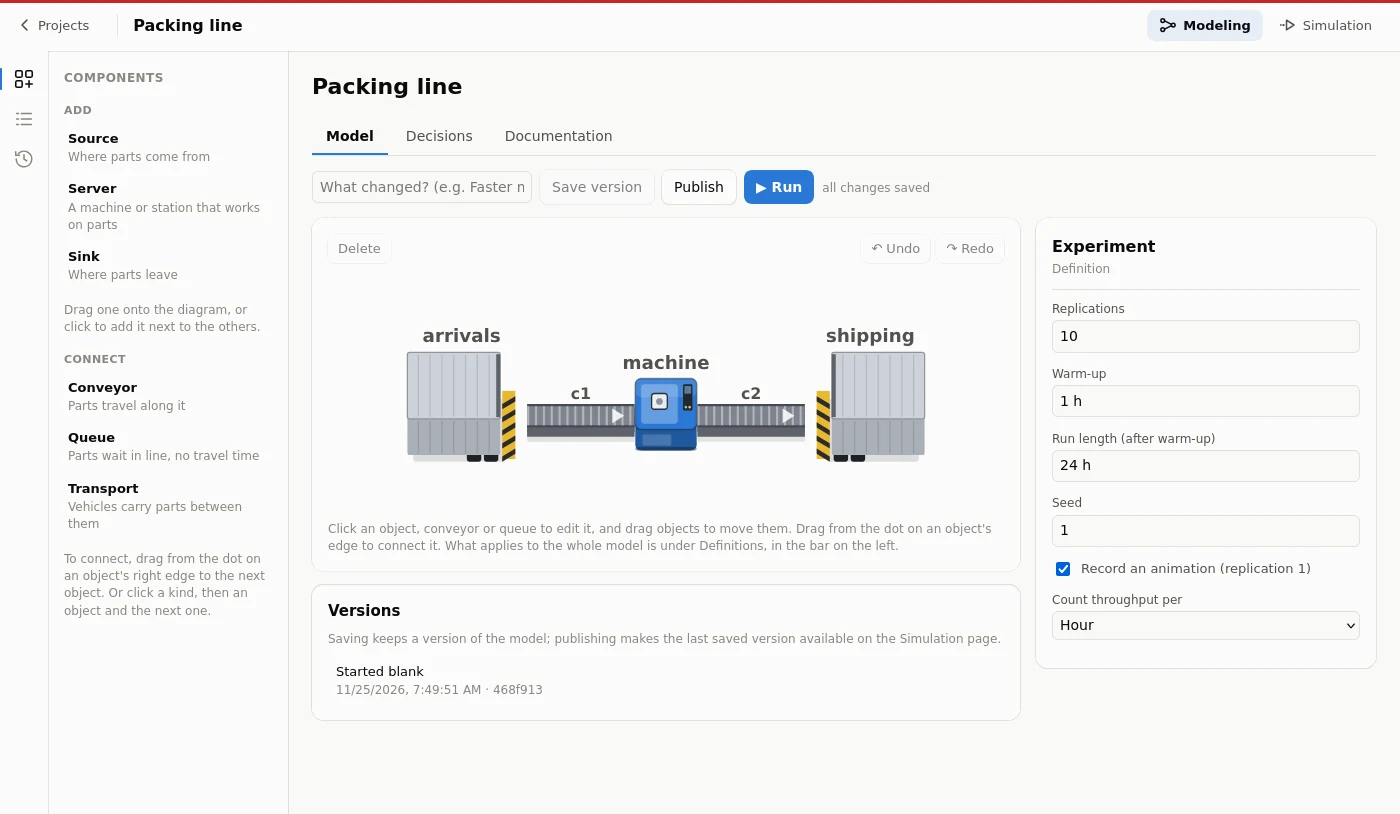 Projects
Packing line
Modeling
Simulation
COMPONENTS
ADD
Source
Where parts come from
Server
A machine or station that works
on parts
Sink
Where parts leave
Drag one onto the diagram, or
click to add it next to the others.
CONNECT
Conveyor
Parts travel along it
Queue
Parts wait in line, no travel time
Transport
Vehicles carry parts between
them
To connect, drag from the dot on
an object's right edge to the next
object. Or click a kind, then an
object and the next one.
Packing line
Model
Decisions
Documentation
What changed? (e.g. Faster n
Save version
Publish
▶ Run
all changes saved
Delete
↶ Undo
↷ Redo
arrivals
shipping
machine
c1
c2
Click an object, conveyor or queue to edit it, and drag objects to move them. Drag from the dot on an object's
edge to connect it. What applies to the whole model is under Definitions, in the bar on the left.
Versions
Saving keeps a version of the model; publishing makes the last saved version available on the Simulation page.
Started blank
11/25/2026, 7:49:51 AM · 468f913
Experiment
Definition
Replications
10
Warm-up
1 h
Run length (after warm-up)
24 h
Seed
1
Record an animation (replication 1)
Count throughput per
Hour